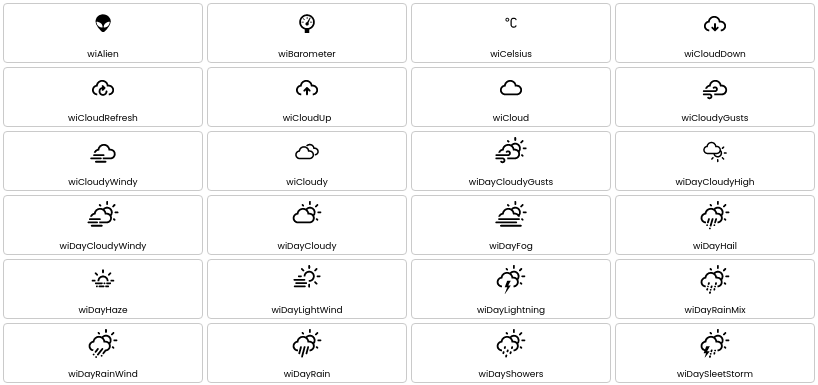 wiAlien
wiBarometer
°C
wiCelsius
wiCloudDown
wiCloudRefresh
wiCloudUp
wiCloud
wiCloudyGusts
wiCloudyWindy
wiCloudy
wiDayCloudyGusts
wiDayCloudyHigh
wiDayCloudyWindy
wiDayCloudy
wiDayFog
wiDayHail
wiDayHaze
wiDayLightWind
wiDayLightning
wiDayRainMix
wiDayRainWind
wiDayRain
wiDayShowers
wiDaySleetStorm